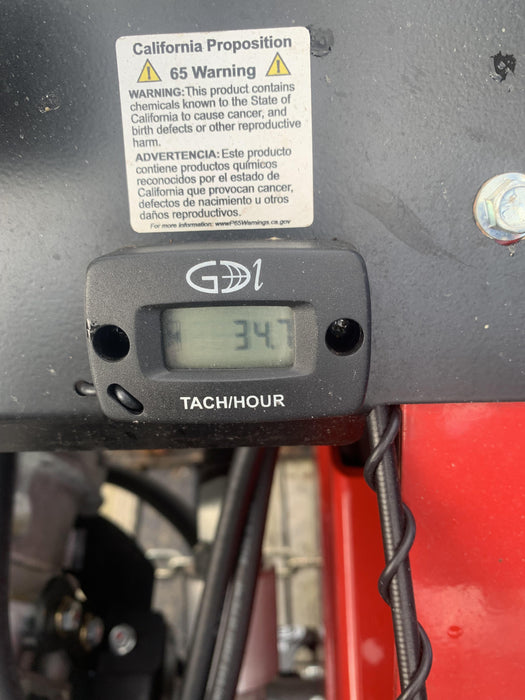 California Proposition
65 Warning
WARNING: This product contains
chemicals known to the State of
California to cause cancer, and
birth defects or other reproductive
harm.
ADVERTENCIA: Este producto
contiene productos químicos
reconocidos por el estado de
California que provocan cancer,
defectos de nacimiento u otros
daños reproductivos.
For more information: www.P65Warnings.ca.gov
GDI
34.7
TACH/HOUR